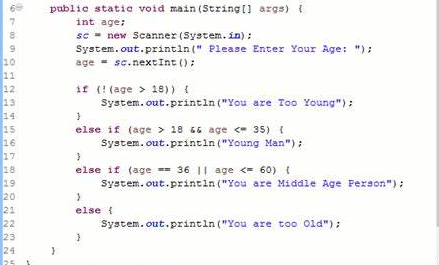 6 public static void main(String[] args) {
7 int age;
8 sc = new Scanner(System.in);
9 System.out.println(" Please Enter Your Age: ");
10 age = sc.nextInt();
11
12 if (!(age > 18)) {
13 System.out.println("You are Too Young");
14 }
15 else if (age > 18 && age <= 35) {
16 System.out.println("Young Man");
17 }
18 else if (age == 36 || age <= 60) {
19 System.out.println("You are Middle Age Person");
20 }
21 else {
22 System.out.println("You are too Old");
23 }
24 }
25 }